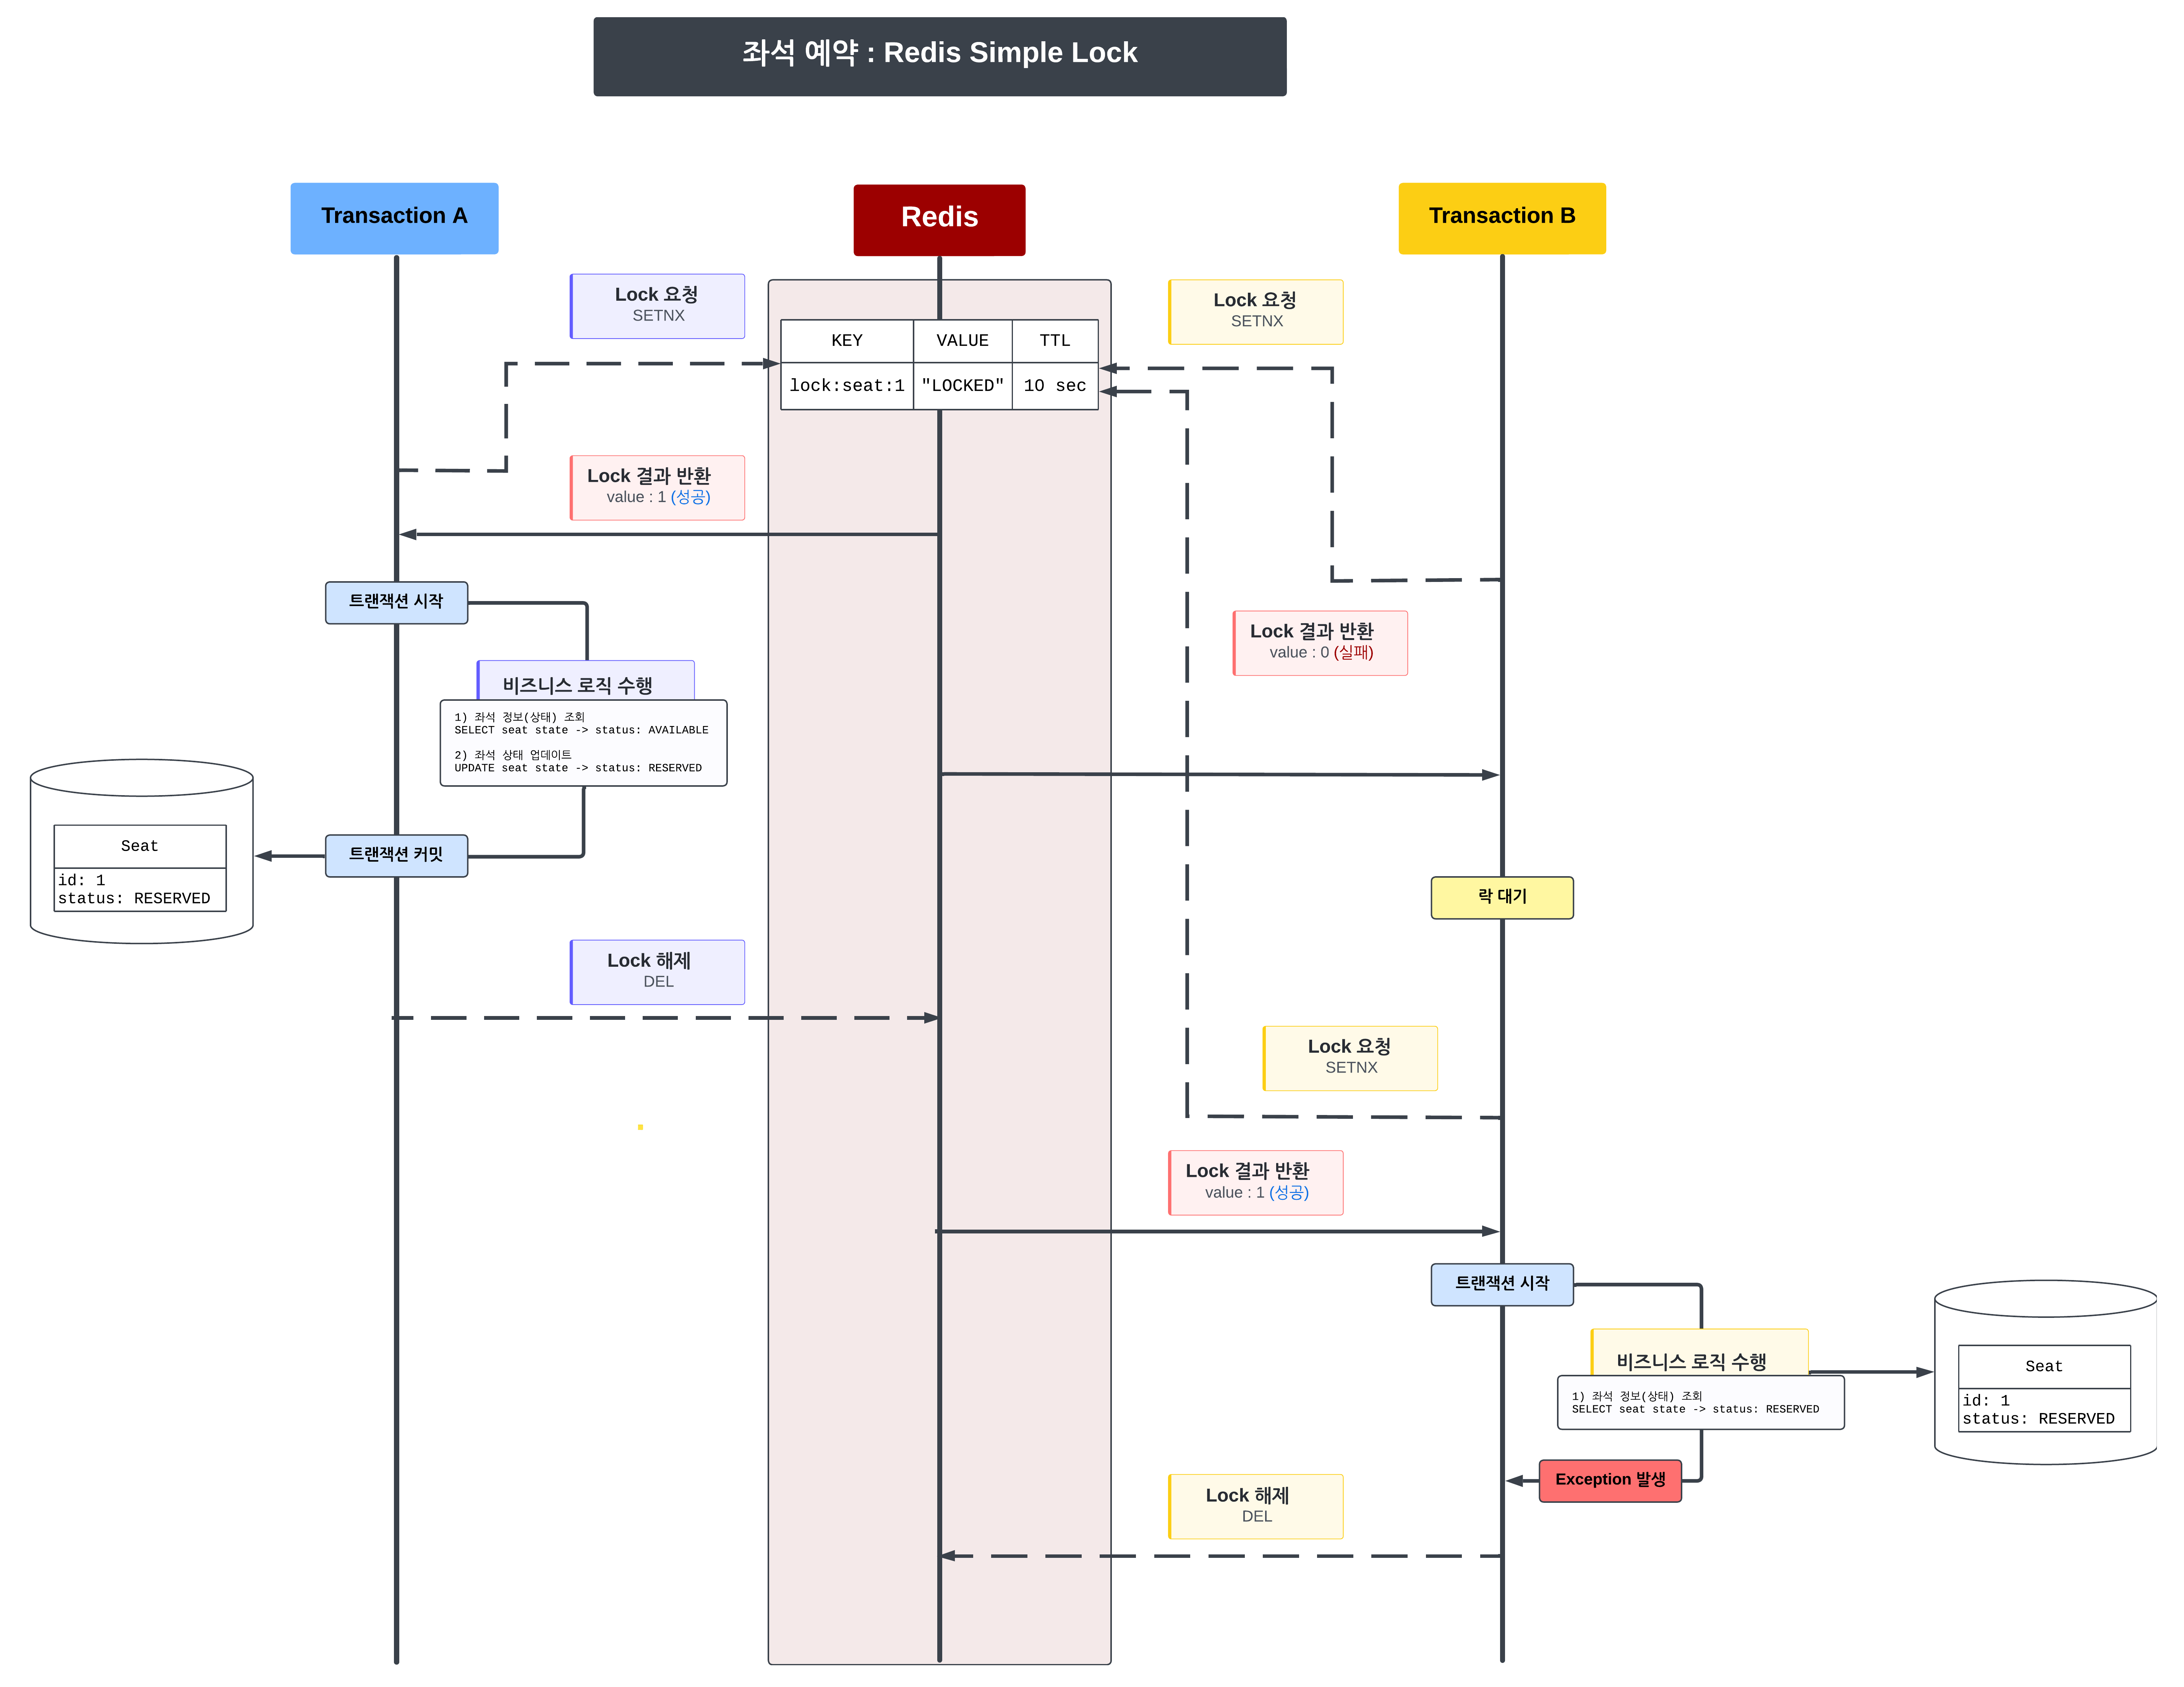 좌석 예약 : Redis Simple Lock
Transaction A
Redis
Transaction B
Lock 요청
SETNX
Lock 요청
SETNX
KEY VALUE TTL
lock:seat:1 "LOCKED" 10 sec
Lock 결과 반환
value : 1 (성공)
트랜잭션 시작
Lock 결과 반환
value : 0 (실패)
비즈니스 로직 수행
1) 좌석 정보(상태) 조회
SELECT seat state -> status: AVAILABLE
2) 좌석 상태 업데이트
UPDATE seat state -> status: RESERVED
Seat
id: 1
status: RESERVED
트랜잭션 커밋
락 대기
Lock 해제
DEL
Lock 요청
SETNX
Lock 결과 반환
value : 1 (성공)
트랜잭션 시작
비즈니스 로직 수행
1) 좌석 정보(상태) 조회
SELECT seat state -> status: RESERVED
Seat
id: 1
status: RESERVED
Exception 발생
Lock 해제
DEL